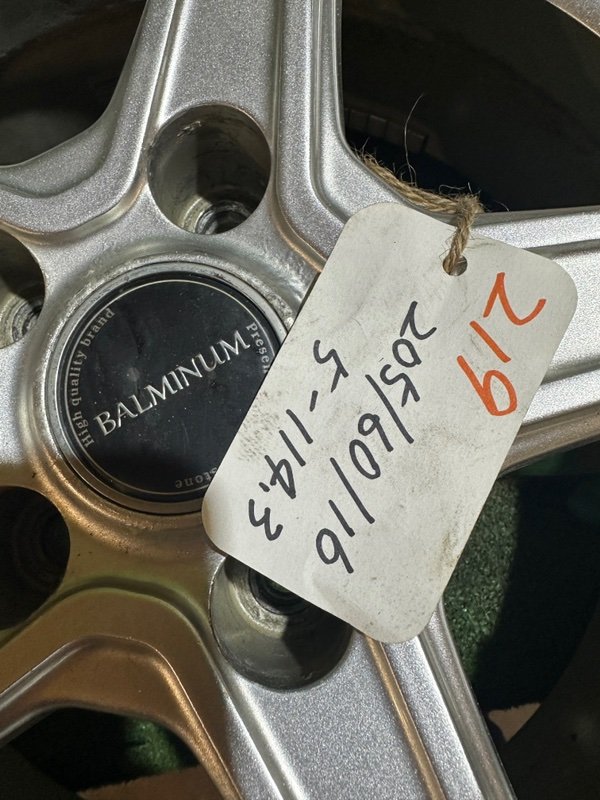 High quality brand
BALMINUM
219
205/60/16
5-114.3